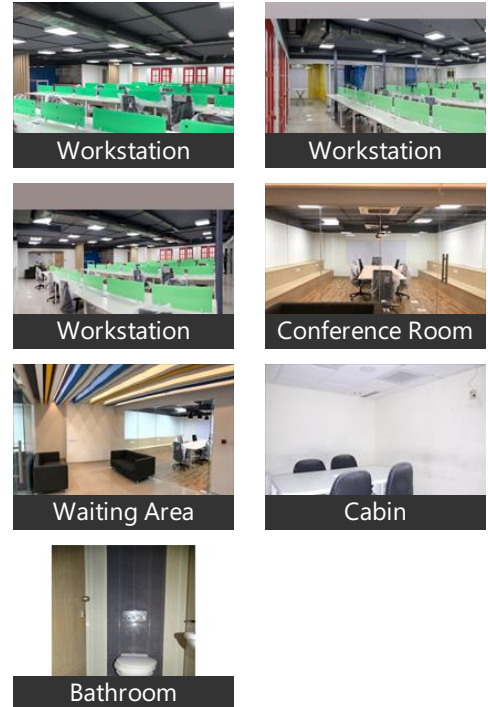 Workstation
Workstation
Workstation
Conference Room
Waiting Area
Cabin
Bathroom